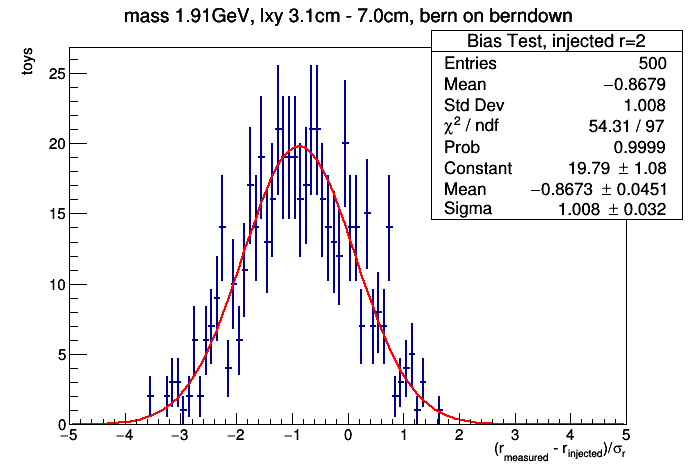 mass 1.91GeV, lxy 3.1cm - 7.0cm, bern on berndown
toys
Bias Test, injected r=2
Entries 500
Mean −0.8679
Std Dev 1.008
χ² / ndf 54.31 / 97
Prob 0.9999
Constant 19.79 ± 1.08
Mean −0.8673 ± 0.0451
Sigma 1.008 ± 0.032
25
20
15
10
5
0
−5 −4 −3 −2 −1 0 1 2 3 4 5
(r_measured - r_injected)/σ_r